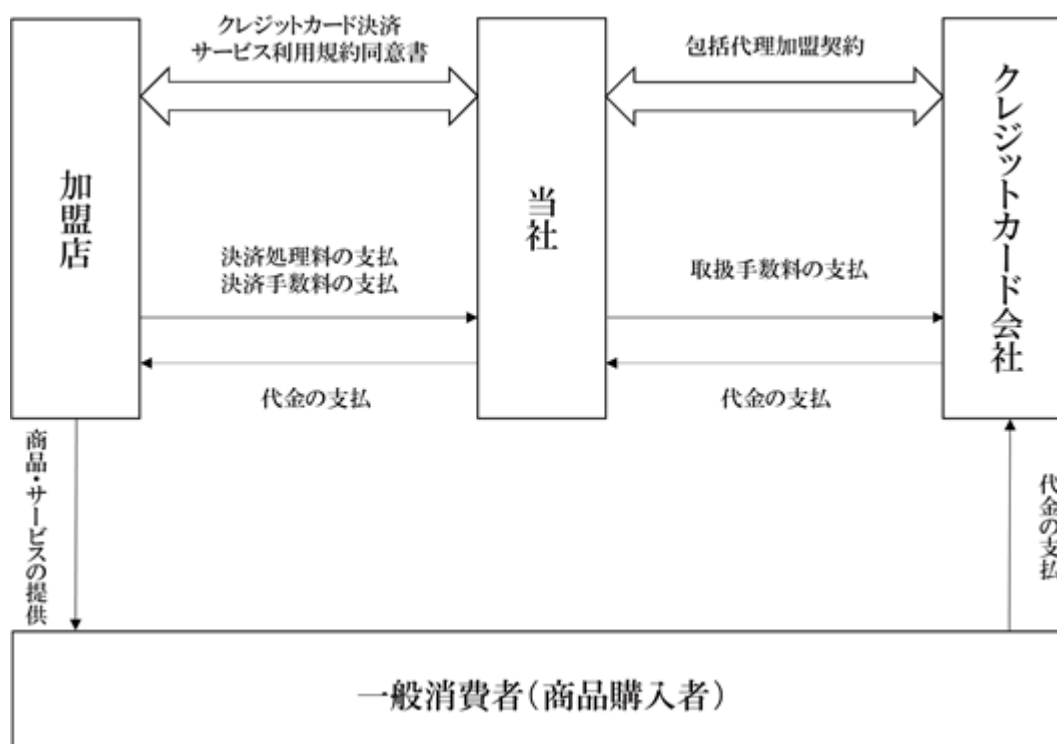 クレジットカード決済
サービス利用規約同意書
包括代理加盟契約
加盟店
当社
クレジットカード会社
決済処理料の支払
決済手数料の支払
取扱手数料の支払
代金の支払
代金の支払
商品・サービスの提供
代金の支払
一般消費者(商品購入者)